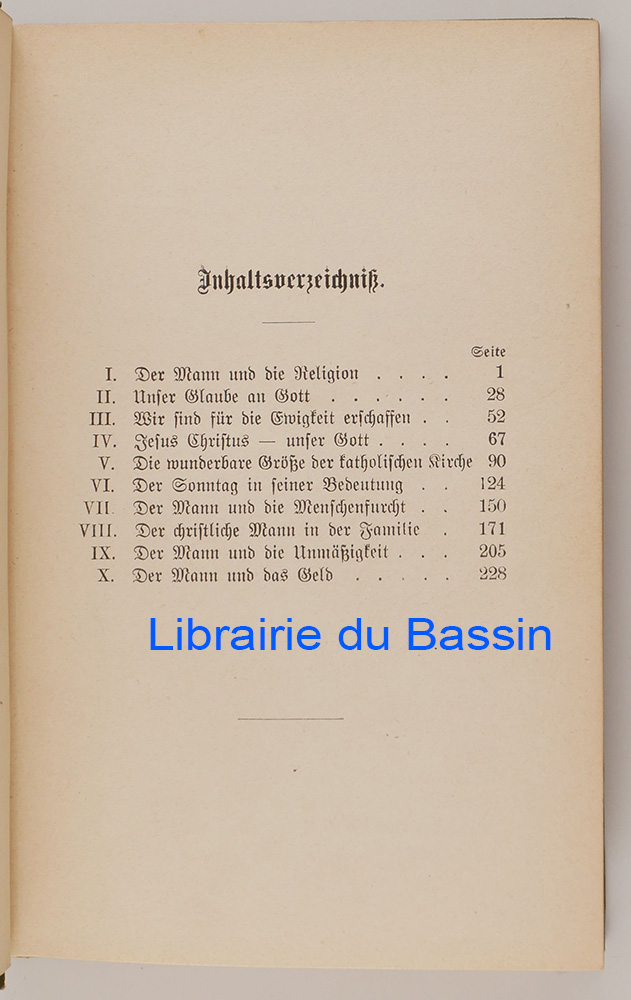 Inhaltsverzeichniß.
Seite
I. Der Mann und die Religion . . . . 1
II. Unser Glaube an Gott . . . . . . 28
III. Wir sind für die Ewigkeit erschaffen . . 52
IV. Jesus Christus — unser Gott . . . . 67
V. Die wunderbare Größe der katholischen Kirche 90
VI. Der Sonntag in seiner Bedeutung . . 124
VII. Der Mann und die Menschenfurcht . . 150
VIII. Der christliche Mann in der Familie . 171
IX. Der Mann und die Unmäßigkeit . . . 205
X. Der Mann und das Geld . . . . . 228
Librairie du Bassin